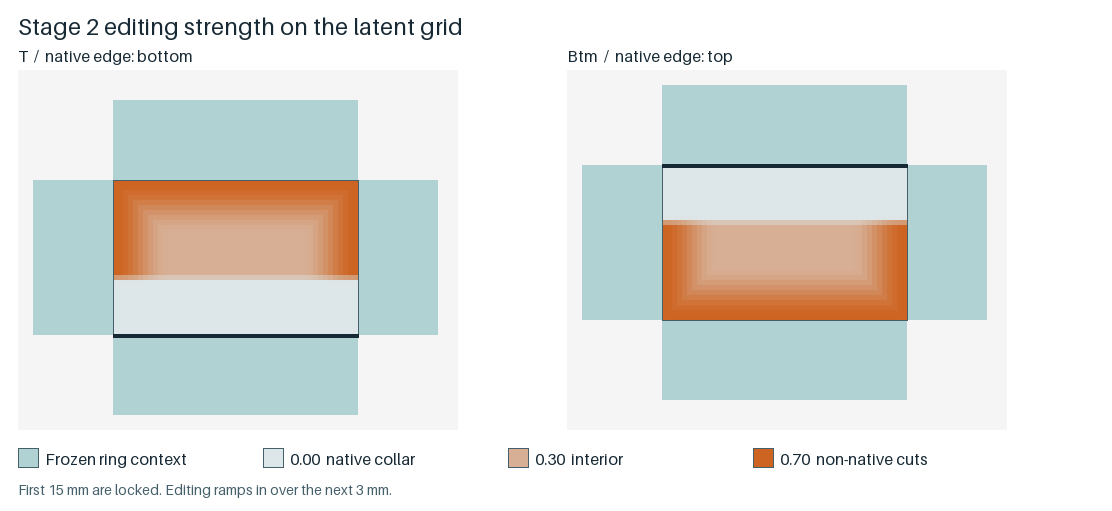 Stage 2 editing strength on the latent grid
T / native edge: bottom
Btm / native edge: top
Frozen ring context
0.00 native collar
0.30 interior
0.70 non-native cuts
First 15 mm are locked. Editing ramps in over the next 3 mm.